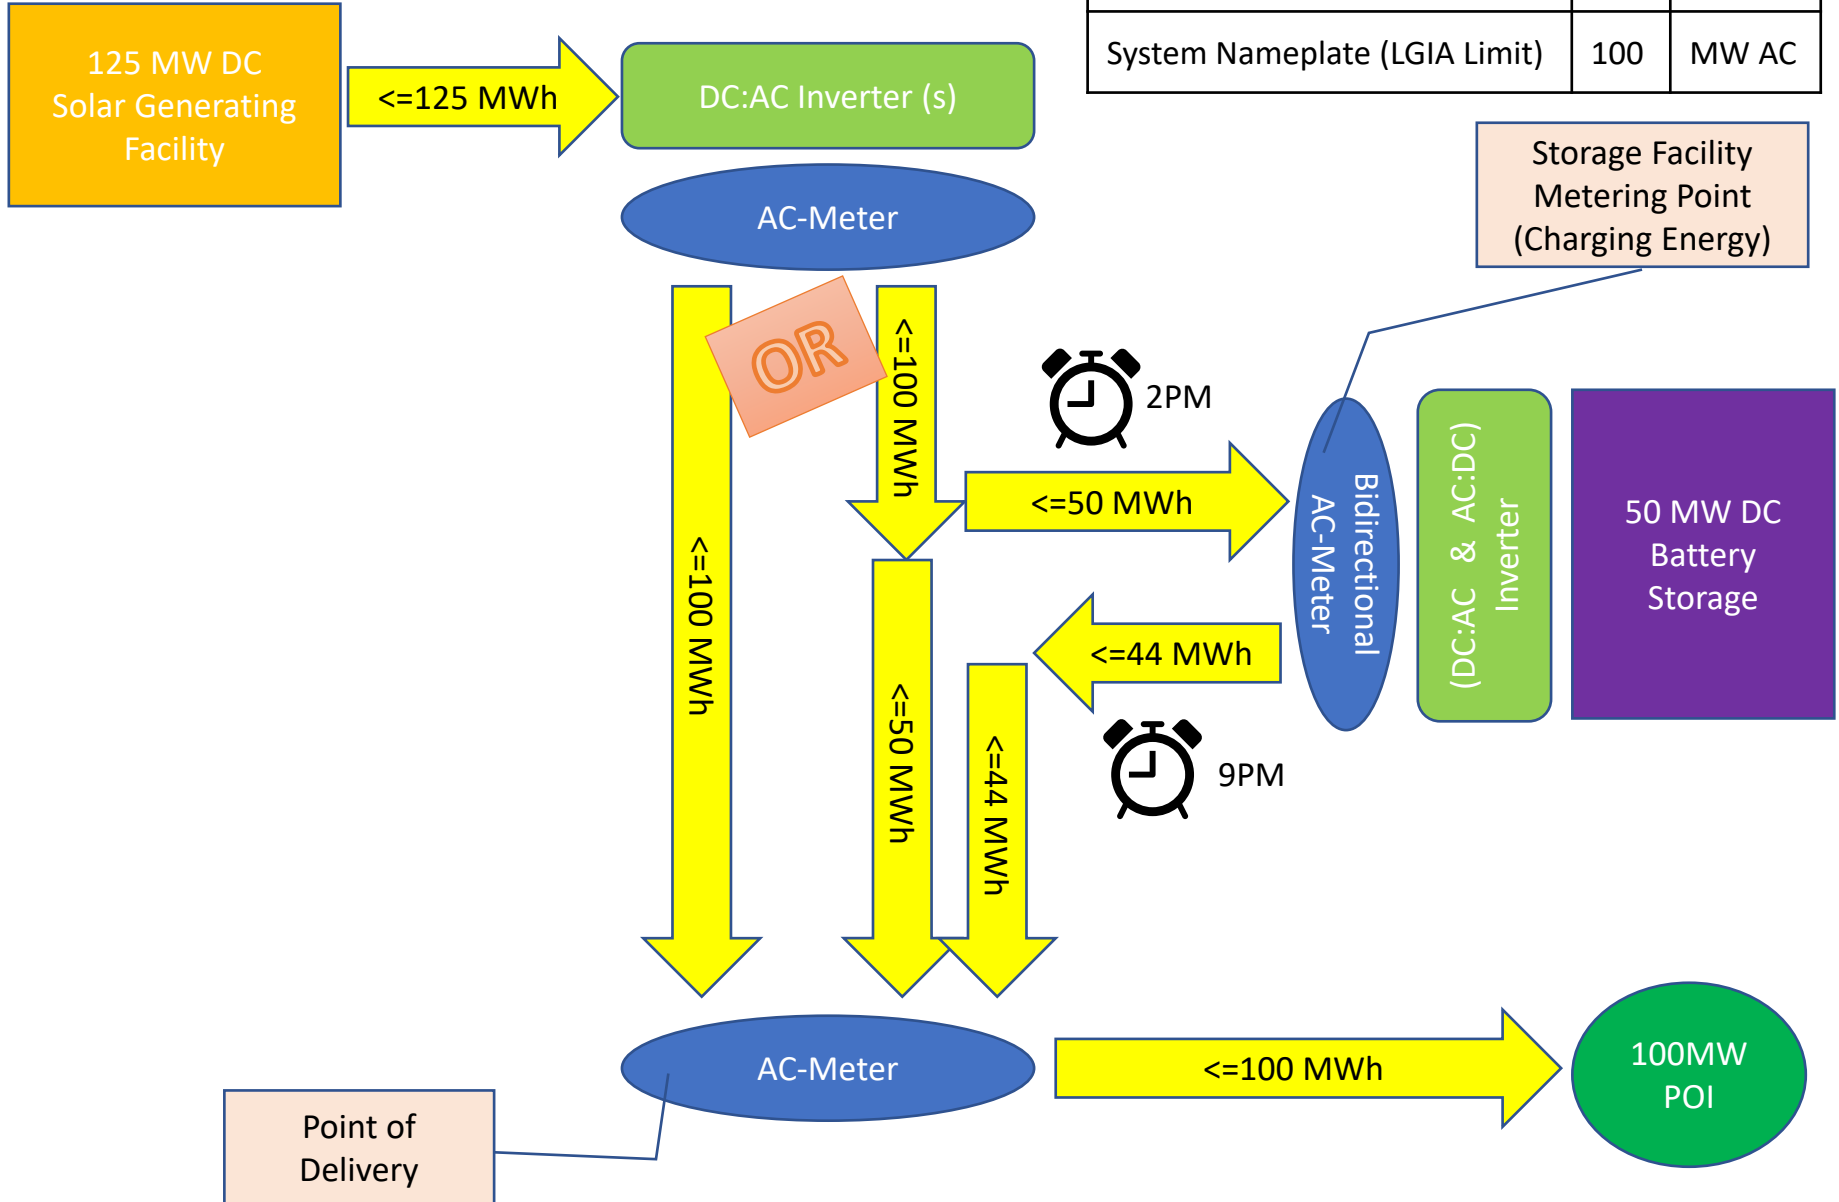 System Nameplate (LGIA Limit) 100 MW AC
125 MW DC
Solar Generating
Facility
<=125 MWh
DC:AC Inverter (s)
AC-Meter
Storage Facility
Metering Point
(Charging Energy)
OR
<=100 MWh
<=100 MWh
2PM
<=50 MWh
Bidirectional
AC-Meter
(DC:AC & AC:DC)
Inverter
50 MW DC
Battery
Storage
<=44 MWh
9PM
<=50 MWh
<=44 MWh
AC-Meter
<=100 MWh
100MW
POI
Point of
Delivery